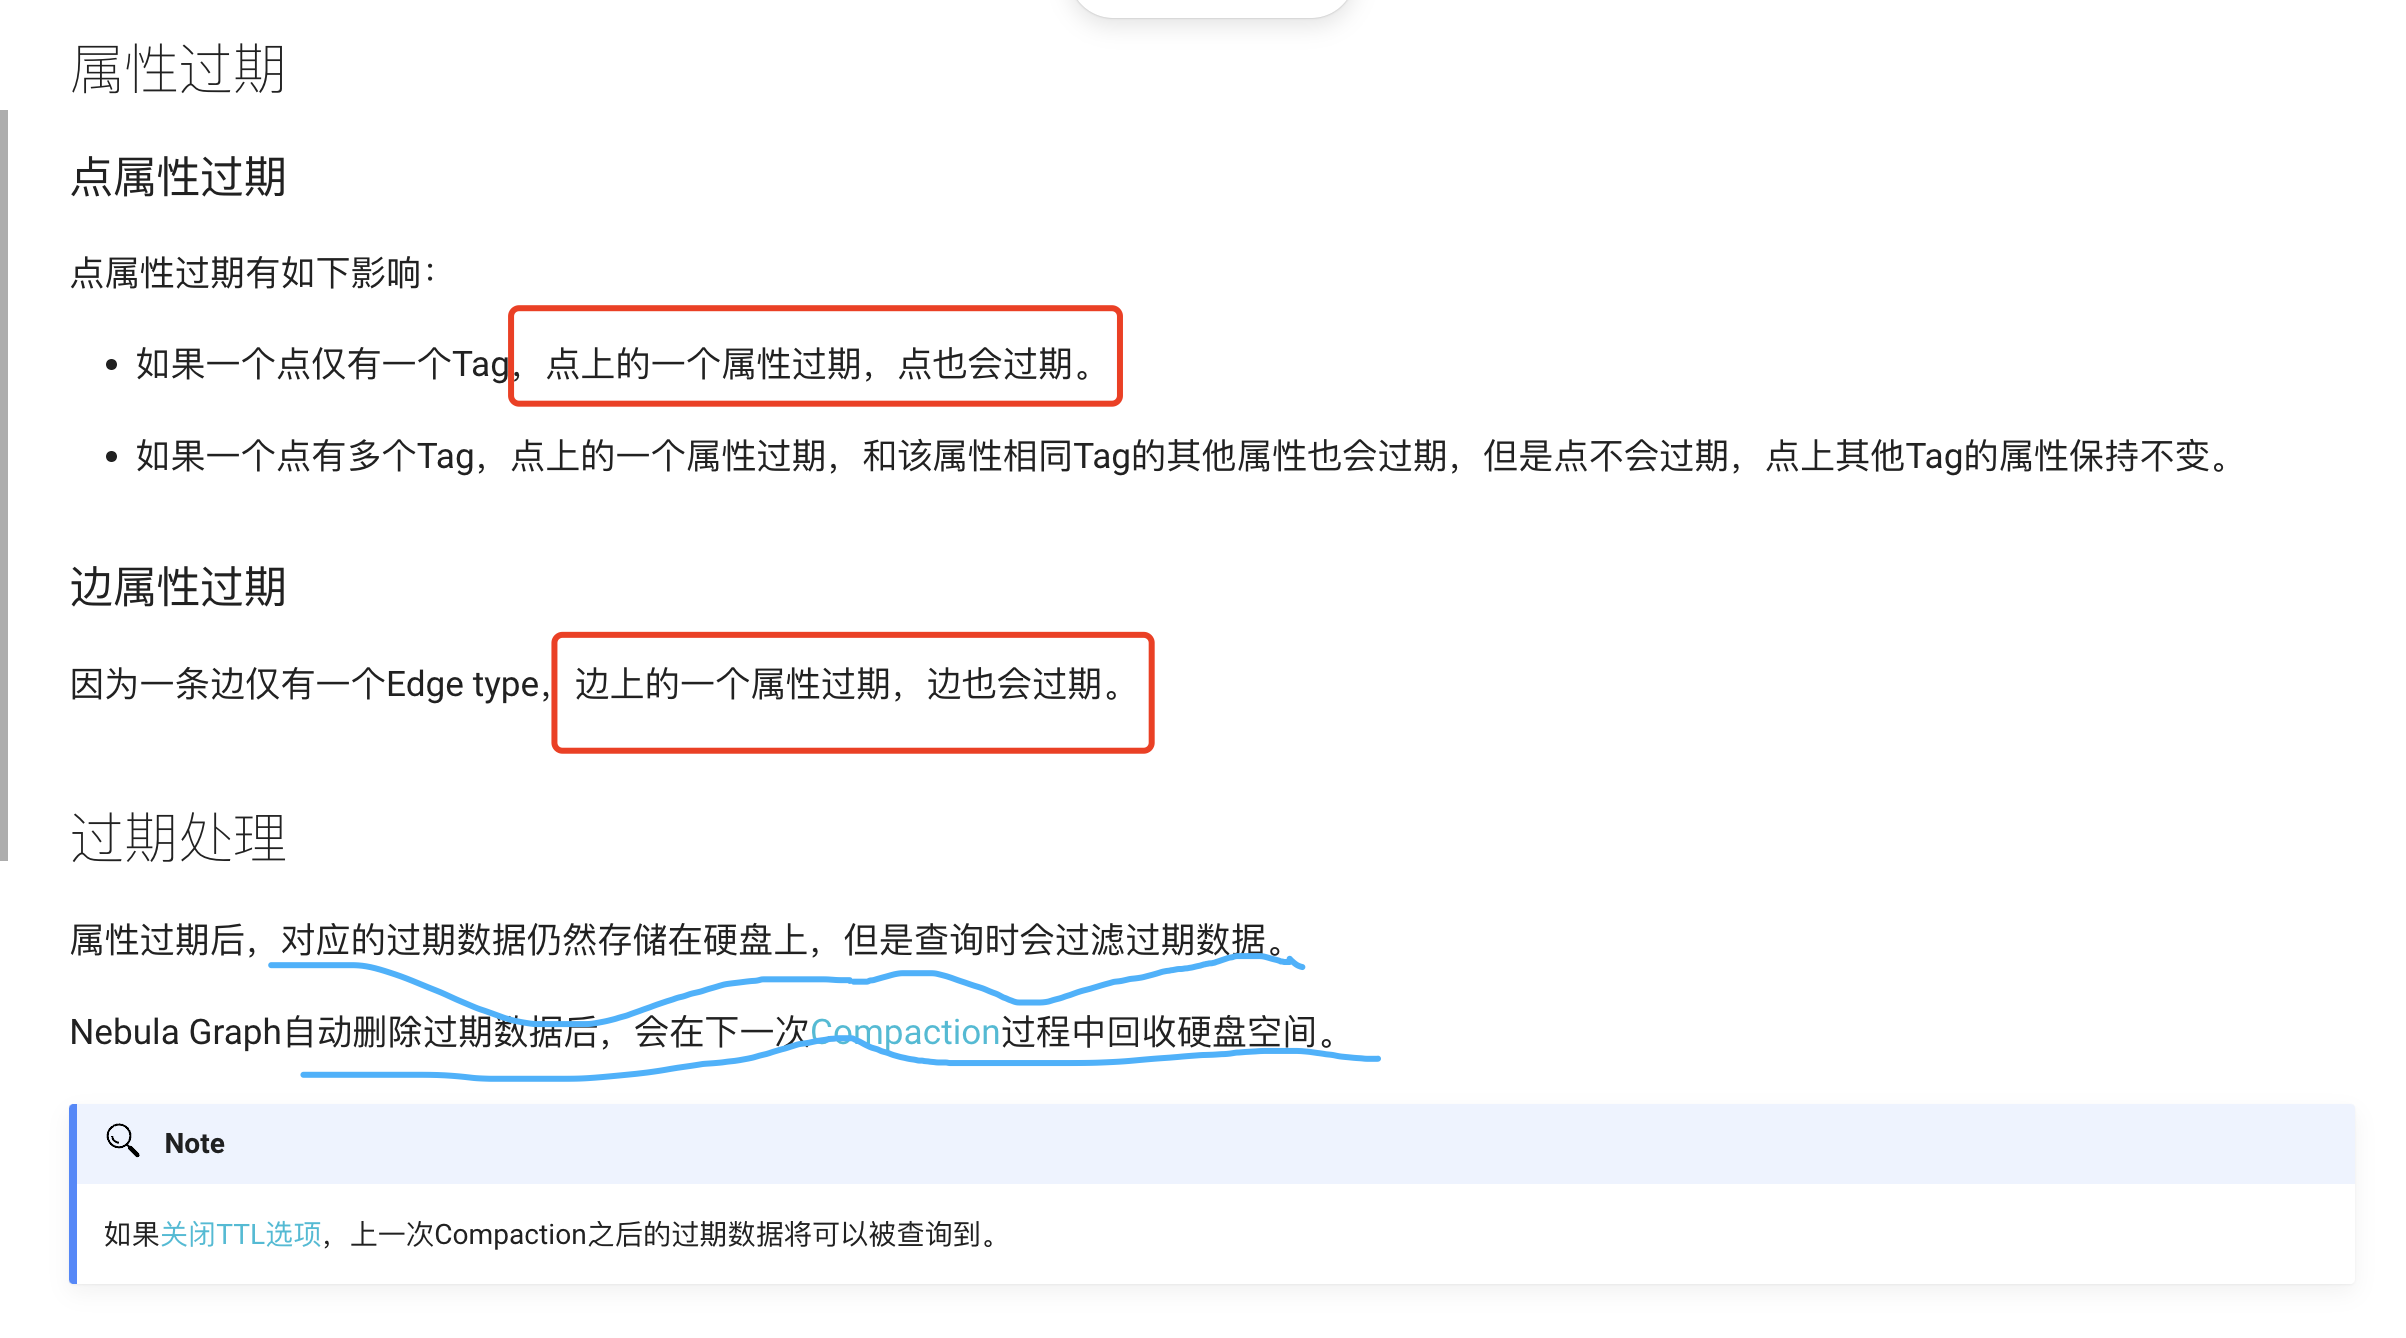 属性过期
点属性过期
点属性过期有如下影响：
如果一个点仅有一个Tag，点上的一个属性过期，点也会过期。
如果一个点有多个Tag，点上的一个属性过期，和该属性相同Tag的其他属性也会过期，但是点不会过期，点上其他Tag的属性保持不变。
边属性过期
因为一条边仅有一个Edge type，边上的一个属性过期，边也会过期。
过期处理
属性过期后，对应的过期数据仍然存储在硬盘上，但是查询时会过滤过期数据。
Nebula Graph自动删除过期数据后，会在下一次Compaction过程中回收硬盘空间。
Note
如果关闭TTL选项，上一次Compaction之后的过期数据将可以被查询到。